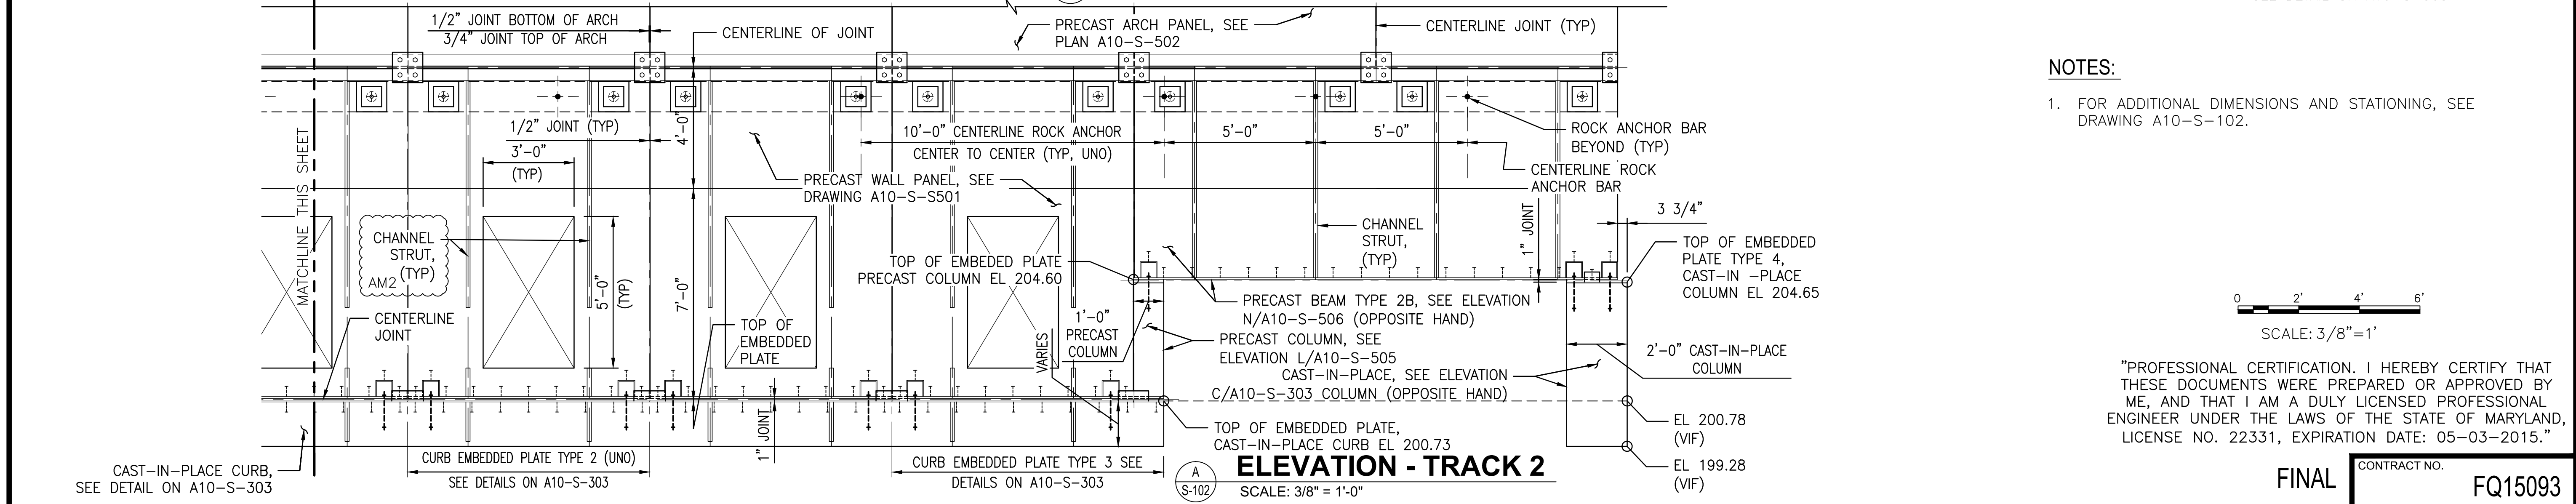 1/2" JOINT BOTTOM OF ARCH
3/4" JOINT TOP OF ARCH
CENTERLINE OF JOINT
PRECAST ARCH PANEL, SEE
PLAN A10-S-502
CENTERLINE JOINT (TYP)
NOTES:
1. FOR ADDITIONAL DIMENSIONS AND STATIONING, SEE
DRAWING A10-S-102.
1/2" JOINT (TYP)
4'-0"
10'-0" CENTERLINE ROCK ANCHOR
CENTER TO CENTER (TYP, UNO)
5'-0"
5'-0"
ROCK ANCHOR BAR
BEYOND (TYP)
CENTERLINE ROCK
ANCHOR BAR
MATCHLINE THIS SHEET
3'-0"
(TYP)
PRECAST WALL PANEL, SEE
DRAWING A10-S-S501
3 3/4"
1" JOINT
CHANNEL
STRUT,
(TYP)
AM2
5'-0"
(TYP)
7'-0"
CHANNEL
STRUT,
(TYP)
TOP OF EMBEDED PLATE
PRECAST COLUMN EL 204.60
TOP OF EMBEDDED
PLATE TYPE 4,
CAST-IN -PLACE
COLUMN EL 204.65
CENTERLINE
JOINT
TOP OF
EMBEDDED
PLATE
VARIES
1'-0"
PRECAST
COLUMN
PRECAST BEAM TYPE 2B, SEE ELEVATION
N/A10-S-506 (OPPOSITE HAND)
PRECAST COLUMN, SEE
ELEVATION L/A10-S-505
CAST-IN-PLACE, SEE ELEVATION
C/A10-S-303 COLUMN (OPPOSITE HAND)
2'-0" CAST-IN-PLACE
COLUMN
0 2' 4' 6'
SCALE: 3/8"=1'
"PROFESSIONAL CERTIFICATION. I HEREBY CERTIFY THAT
THESE DOCUMENTS WERE PREPARED OR APPROVED BY
ME, AND THAT I AM A DULY LICENSED PROFESSIONAL
ENGINEER UNDER THE LAWS OF THE STATE OF MARYLAND,
LICENSE NO. 22331, EXPIRATION DATE: 05-03-2015."
1" JOINT
TOP OF EMBEDDED PLATE,
CAST-IN-PLACE CURB EL 200.73
EL 200.78
(VIF)
EL 199.28
(VIF)
CAST-IN-PLACE CURB,
SEE DETAIL ON A10-S-303
CURB EMBEDDED PLATE TYPE 2 (UNO)
SEE DETAILS ON A10-S-303
CURB EMBEDDED PLATE TYPE 3 SEE
DETAILS ON A10-S-303
A
S-102
ELEVATION - TRACK 2
SCALE: 3/8" = 1'-0"
FINAL
CONTRACT NO.
FQ15093